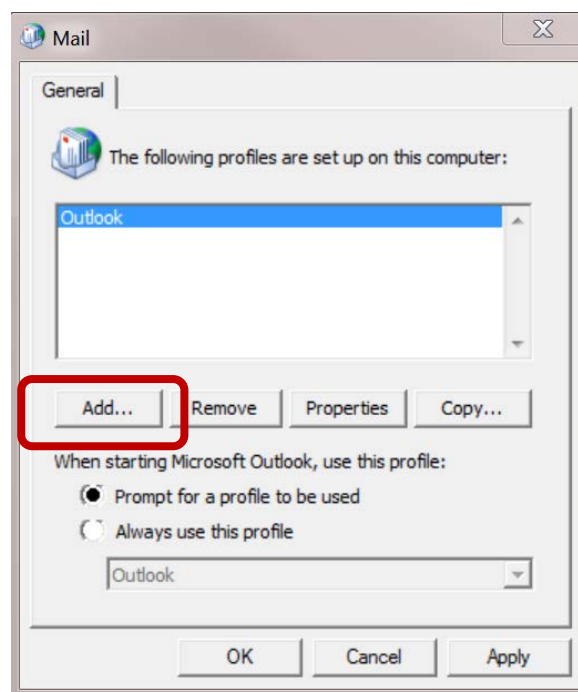 Mail
General
The following profiles are set up on this computer:
Outlook
Add... Remove Properties Copy...
When starting Microsoft Outlook, use this profile:
Prompt for a profile to be used
Always use this profile
Outlook
OK Cancel Apply